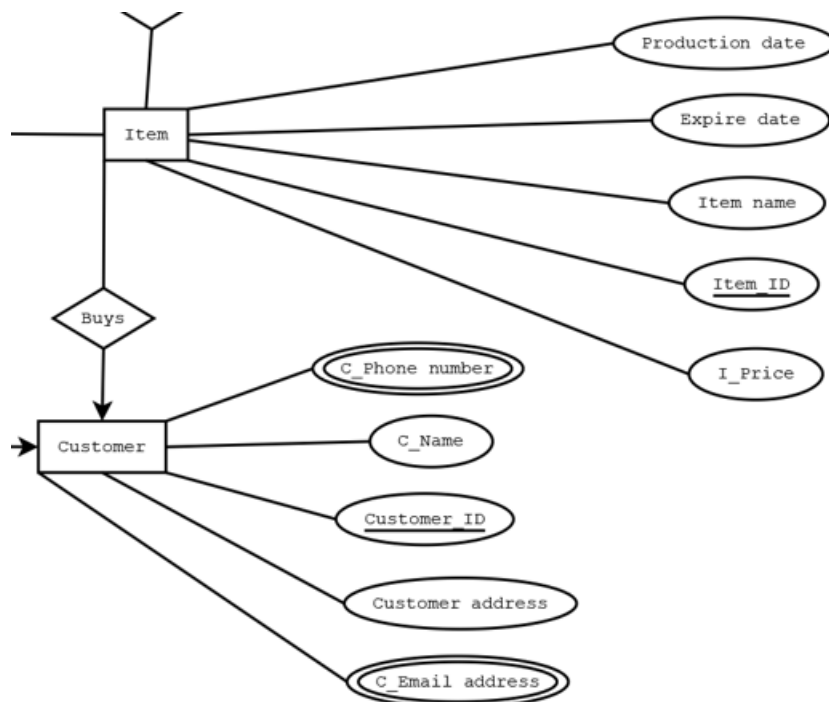 Production date
Item
Expire date
Item name
Item_ID
Buys
C_Phone number
I_Price
Customer
C_Name
Customer_ID
Customer address
C_Email address